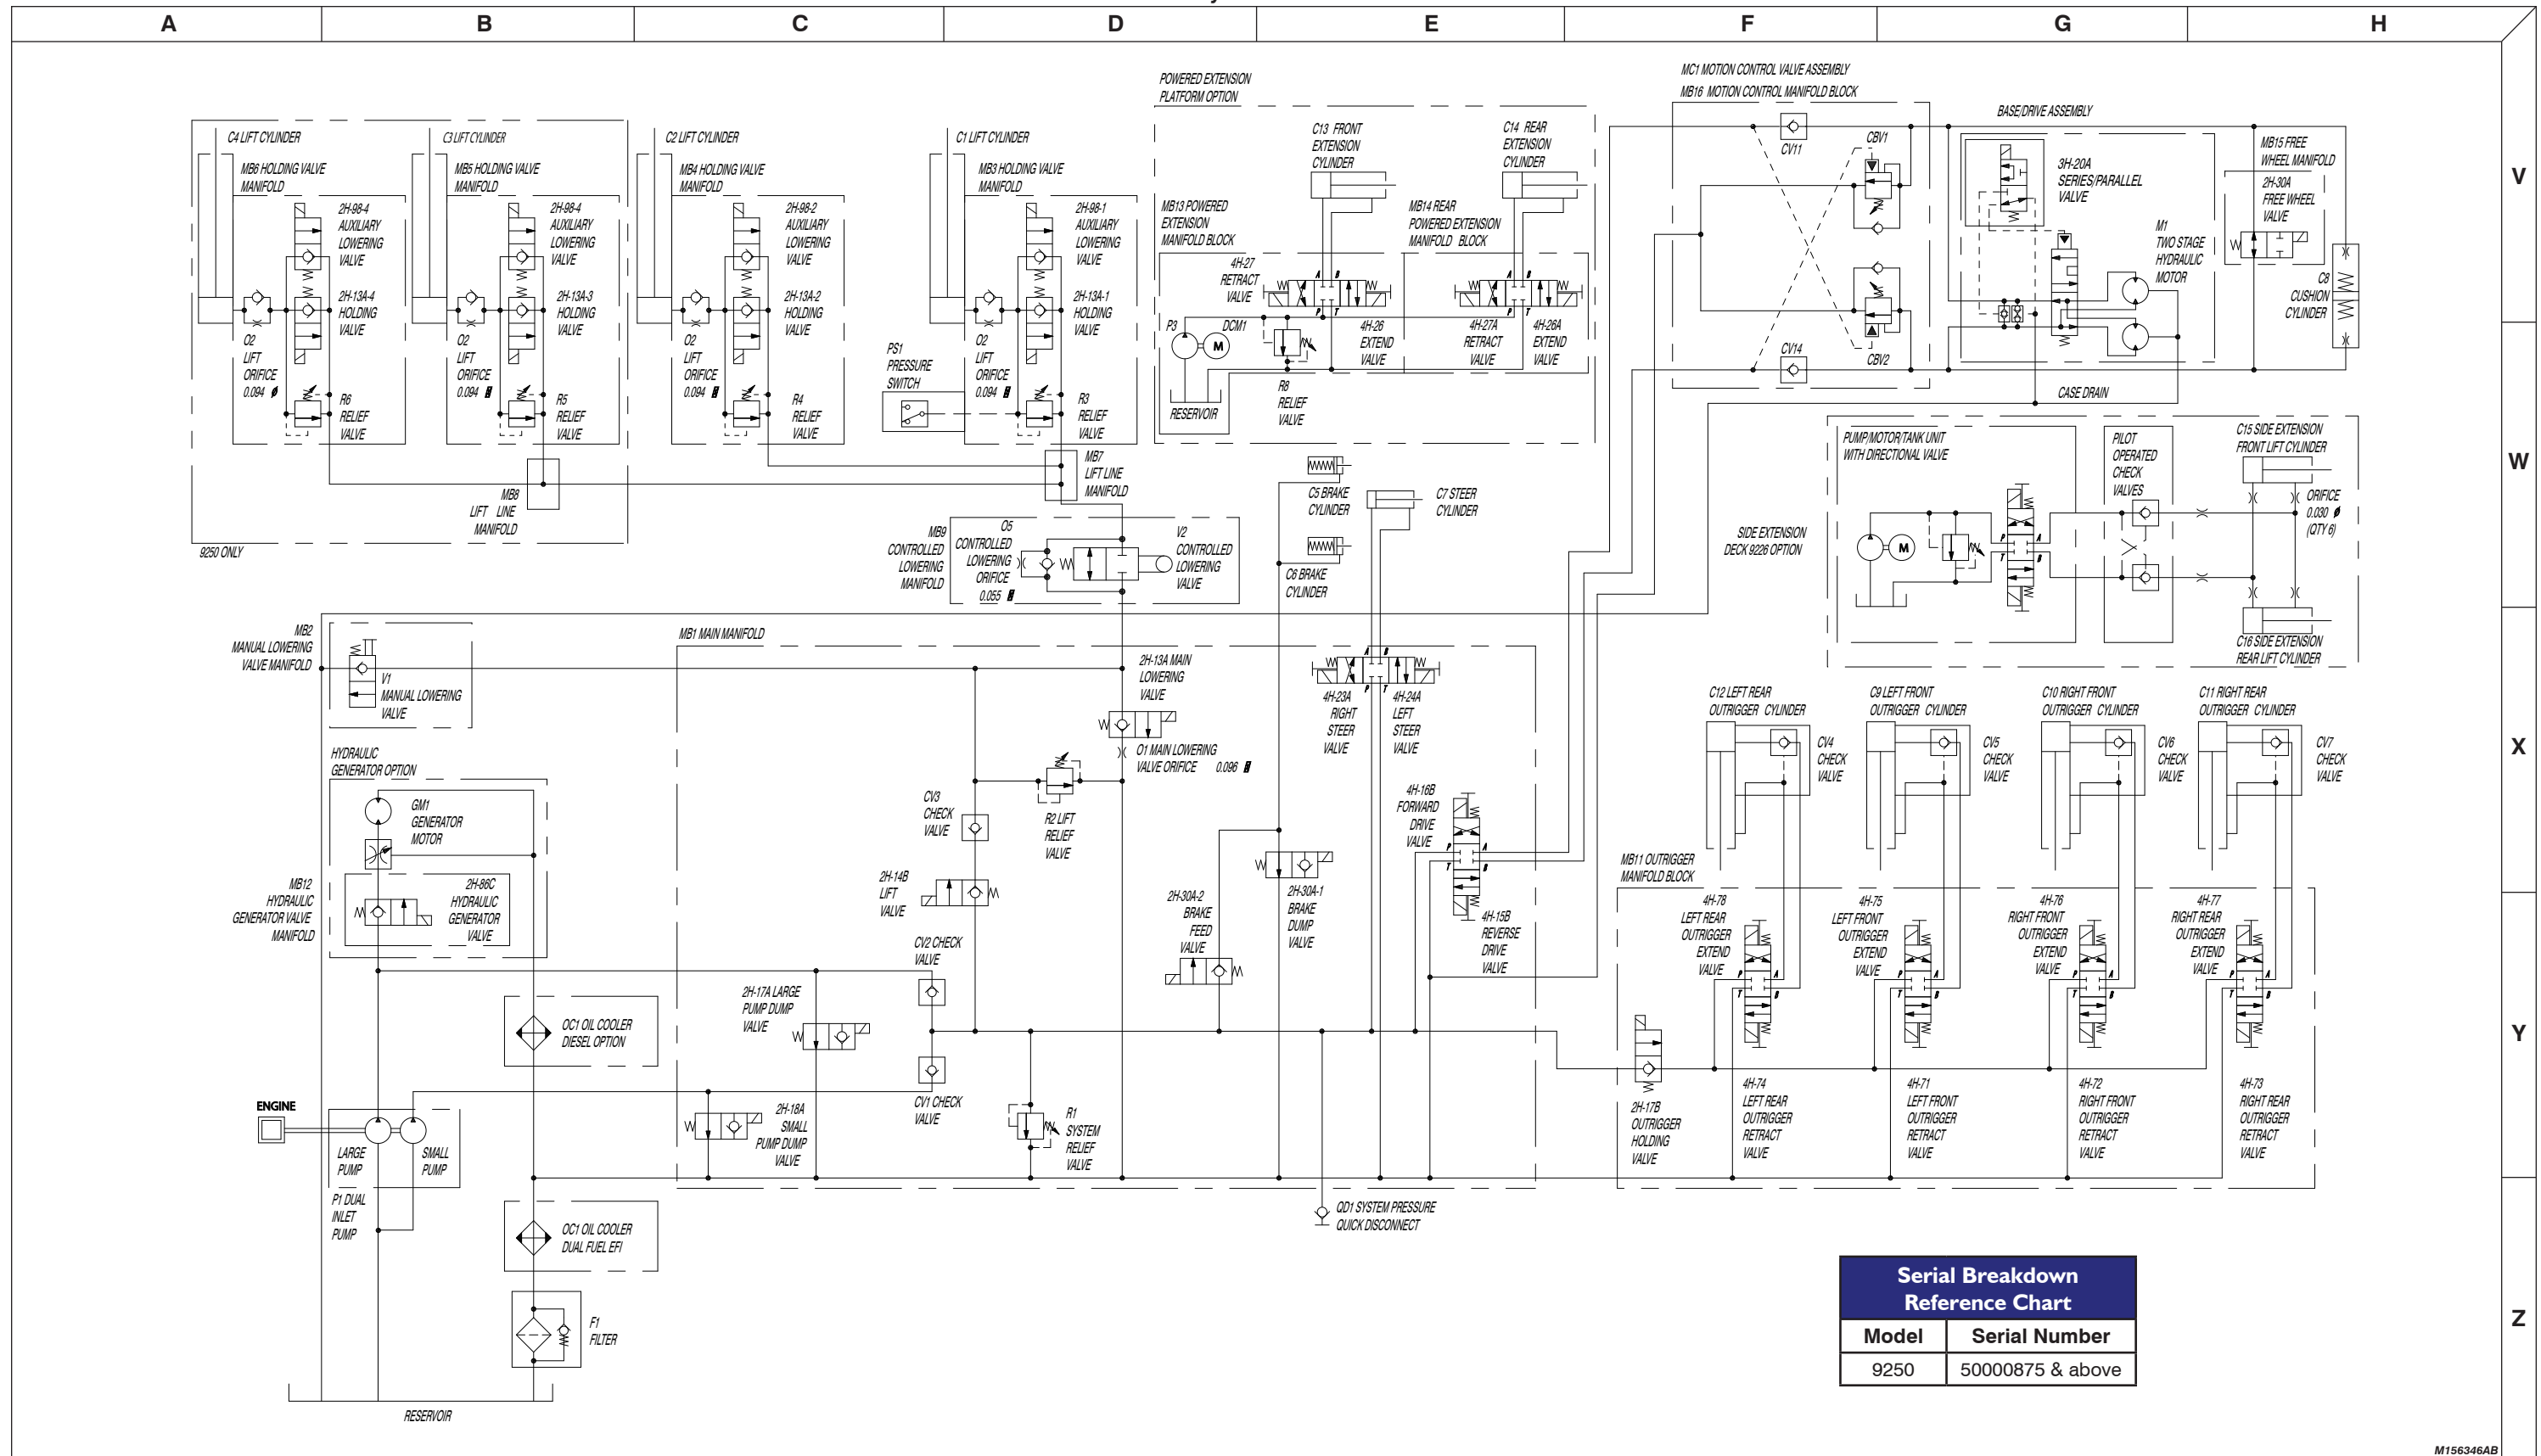 A B C D E F G H
V
W
X
Y
Z
C4 LIFT CYLINDER
MB6 HOLDING VALVE
MANIFOLD
2H-98-4
AUXILIARY
LOWERING
VALVE
2H-13A-4
HOLDING
VALVE
O2
LIFT
ORIFICE
0.094
R6
RELIEF
VALVE
C3 LIFT CYLINDER
MB5 HOLDING VALVE
MANIFOLD
2H-98-4
AUXILIARY
LOWERING
VALVE
2H-13A-3
HOLDING
VALVE
O2
LIFT
ORIFICE
0.094
R5
RELIEF
VALVE
MB8
LIFT LINE
MANIFOLD
9250 ONLY
C2 LIFT CYLINDER
MB4 HOLDING VALVE
MANIFOLD
2H-98-2
AUXILIARY
LOWERING
VALVE
2H-13A-2
HOLDING
VALVE
O2
LIFT
ORIFICE
0.094
R4
RELIEF
VALVE
PS1
PRESSURE
SWITCH
C1 LIFT CYLINDER
MB3 HOLDING VALVE
MANIFOLD
2H-98-1
AUXILIARY
LOWERING
VALVE
2H-13A-1
HOLDING
VALVE
O2
LIFT
ORIFICE
0.094
R3
RELIEF
VALVE
MB7
LIFT LINE
MANIFOLD
MB9
CONTROLLED
LOWERING
MANIFOLD
O5
CONTROLLED
LOWERING
ORIFICE
0.055
V2
CONTROLLED
LOWERING
VALVE
POWERED EXTENSION
PLATFORM OPTION
C13 FRONT
EXTENSION
CYLINDER
C14 REAR
EXTENSION
CYLINDER
MB13 POWERED
EXTENSION
MANIFOLD BLOCK
MB14 REAR
POWERED EXTENSION
MANIFOLD BLOCK
4H-27
RETRACT
VALVE
A B
P T
A B
P T
P3
DCM1
M
4H-26
EXTEND
VALVE
4H-27A
RETRACT
VALVE
4H-26A
EXTEND
VALVE
R8
RELIEF
VALVE
RESERVOIR
C5 BRAKE
CYLINDER
C6 BRAKE
CYLINDER
C7 STEER
CYLINDER
MC1 MOTION CONTROL VALVE ASSEMBLY
MB16 MOTION CONTROL MANIFOLD BLOCK
CV11
CBV1
CV14
CBV2
BASE/DRIVE ASSEMBLY
3H-20A
SERIES/PARALLEL
VALVE
M1
TWO STAGE
HYDRAULIC
MOTOR
CASE DRAIN
MB15 FREE
WHEEL MANIFOLD
2H-30A
FREE WHEEL
VALVE
C8
CUSHION
CYLINDER
SIDE EXTENSION
DECK 9226 OPTION
PUMP/MOTOR/TANK UNIT
WITH DIRECTIONAL VALVE
M
P A
T B
PILOT
OPERATED
CHECK
VALVES
C15 SIDE EXTENSION
FRONT LIFT CYLINDER
ORIFICE
0.030 ø
(QTY 6)
C16 SIDE EXTENSION
REAR LIFT CYLINDER
MB2
MANUAL LOWERING
VALVE MANIFOLD
V1
MANUAL LOWERING
VALVE
HYDRAULIC
GENERATOR OPTION
GM1
GENERATOR
MOTOR
MB12
HYDRAULIC
GENERATOR VALVE
MANIFOLD
2H-86C
HYDRAULIC
GENERATOR
VALVE
OC1 OIL COOLER
DIESEL OPTION
ENGINE
LARGE
PUMP
SMALL
PUMP
P1 DUAL
INLET
PUMP
OC1 OIL COOLER
DUAL FUEL EFI
F1
FILTER
RESERVOIR
MB1 MAIN MANIFOLD
2H-13A MAIN
LOWERING
VALVE
O1 MAIN LOWERING
VALVE ORIFICE 0.096
R2 LIFT
RELIEF
VALVE
CV3
CHECK
VALVE
2H-14B
LIFT
VALVE
CV2 CHECK
VALVE
2H-17A LARGE
PUMP DUMP
VALVE
CV1 CHECK
VALVE
2H-18A
SMALL
PUMP DUMP
VALVE
R1
SYSTEM
RELIEF
VALVE
A B
P T
4H-23A
RIGHT
STEER
VALVE
4H-24A
LEFT
STEER
VALVE
4H-16B
FORWARD
DRIVE
VALVE
P A
T B
4H-15B
REVERSE
DRIVE
VALVE
2H-30A-2
BRAKE
FEED
VALVE
2H-30A-1
BRAKE
DUMP
VALVE
QD1 SYSTEM PRESSURE
QUICK DISCONNECT
C12 LEFT REAR
OUTRIGGER CYLINDER
CV4
CHECK
VALVE
C9 LEFT FRONT
OUTRIGGER CYLINDER
CV5
CHECK
VALVE
C10 RIGHT FRONT
OUTRIGGER CYLINDER
CV6
CHECK
VALVE
C11 RIGHT REAR
OUTRIGGER CYLINDER
CV7
CHECK
VALVE
MB11 OUTRIGGER
MANIFOLD BLOCK
4H-78
LEFT REAR
OUTRIGGER
EXTEND
VALVE
P A
T B
4H-75
LEFT FRONT
OUTRIGGER
EXTEND
VALVE
P A
T B
4H-76
RIGHT FRONT
OUTRIGGER
EXTEND
VALVE
P A
T B
4H-77
RIGHT REAR
OUTRIGGER
EXTEND
VALVE
P A
T B
2H-17B
OUTRIGGER
HOLDING
VALVE
4H-74
LEFT REAR
OUTRIGGER
RETRACT
VALVE
4H-71
LEFT FRONT
OUTRIGGER
RETRACT
VALVE
4H-72
RIGHT FRONT
OUTRIGGER
RETRACT
VALVE
4H-73
RIGHT REAR
OUTRIGGER
RETRACT
VALVE
Serial Breakdown
Reference Chart
Model Serial Number
9250 50000875 & above
M156346AB